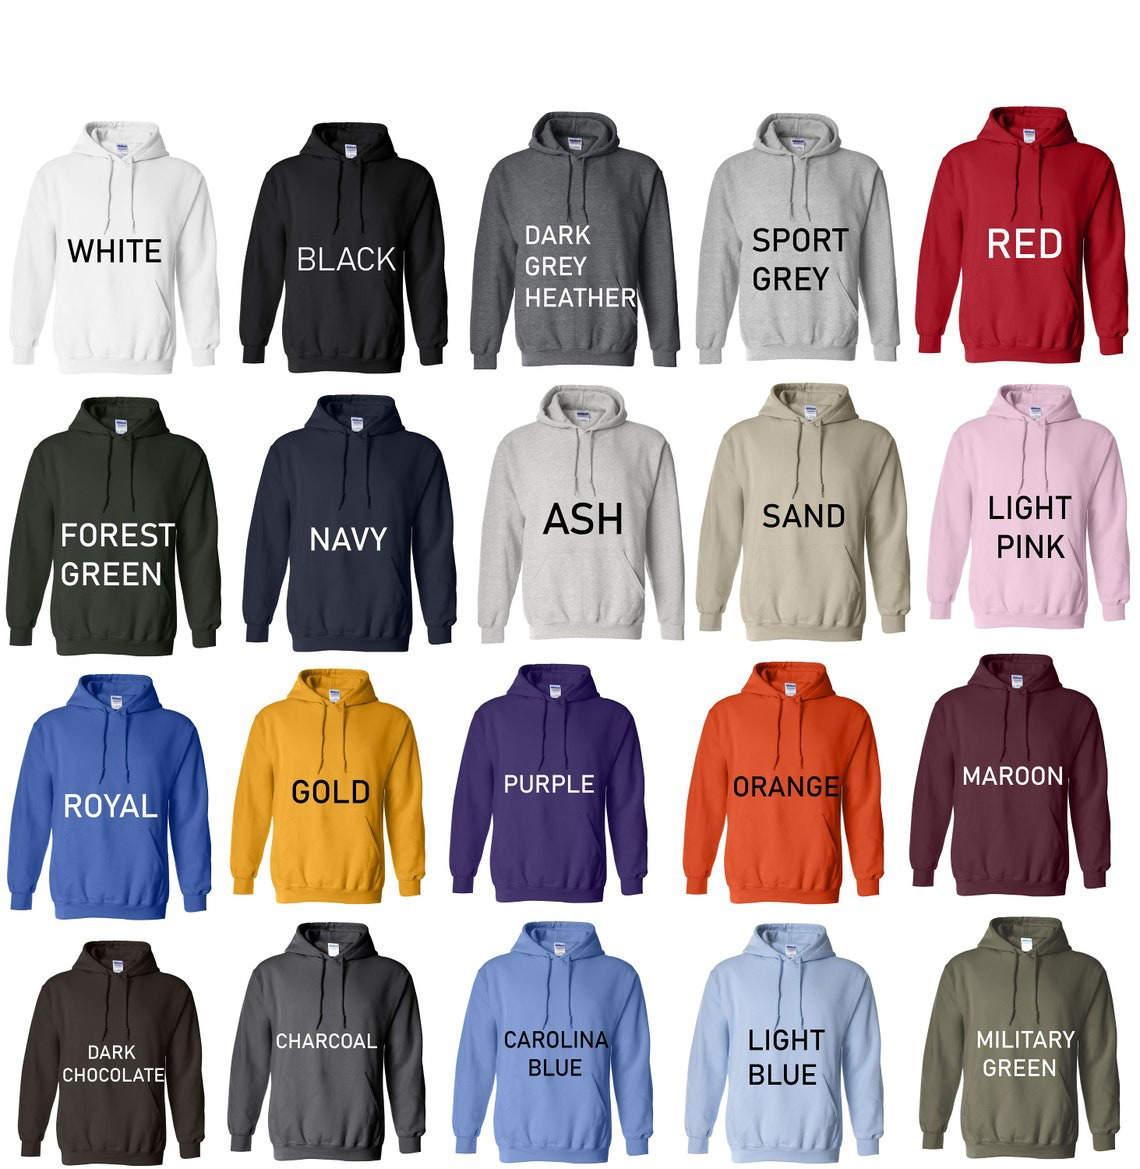 WHITE
BLACK
DARK
GREY
HEATHER
SPORT
GREY
RED
FOREST
GREEN
NAVY
ASH
SAND
LIGHT
PINK
ROYAL
GOLD
PURPLE
ORANGE
MAROON
DARK
CHOCOLATE
CHARCOAL
CAROLINA
BLUE
LIGHT
BLUE
MILITARY
GREEN